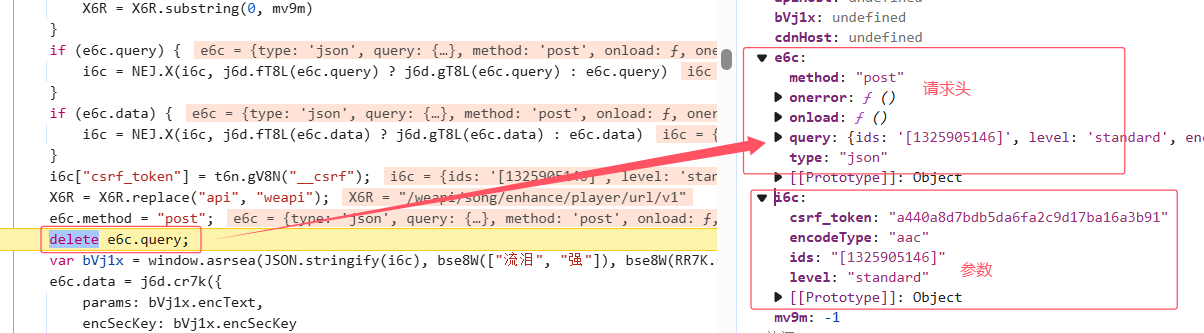 X6R = X6R.substring(0, mv9m)
}
if (e6c.query) { e6c = {type: 'json', query: {…}, method: 'post', onload: ƒ, one
i6c = NEJ.X(i6c, j6d.fT8L(e6c.query) ? j6d.gT8L(e6c.query) : e6c.query) i6c
}
if (e6c.data) { e6c = {type: 'json', query: {…}, method: 'post', onload: ƒ, oner
i6c = NEJ.X(i6c, j6d.fT8L(e6c.data) ? j6d.gT8L(e6c.data) : e6c.data) i6c = {
}
i6c["csrf_token"] = t6n.gV8N("__csrf"); i6c = {ids: '[1325905146]', level: 'stan
X6R = X6R.replace("api", "weapi"); X6R = "/weapi/song/enhance/player/url/v1"
e6c.method = "post"; e6c = {type: 'json', query: {…}, method: 'post', onload: ƒ,
delete e6c.query;
var bVj1x = window.asrsea(JSON.stringify(i6c), bse8W(["流泪", "强"]), bse8W(RR7K.
e6c.data = j6d.cr7k({
params: bVj1x.encText,
encSecKey: bVj1x.encSecKey
bVj1x: undefined
cdnHost: undefined
e6c:
method: "post"
onerror: ƒ ()
onload: ƒ ()
query: {ids: '[1325905146]', level: 'standard', en
type: "json"
[[Prototype]]: Object
请求头
i6c:
csrf_token: "a440a8d7bdb5da6fa2c9d17ba16a3b91"
encodeType: "aac"
ids: "[1325905146]"
level: "standard"
[[Prototype]]: Object
参数
mv9m: -1